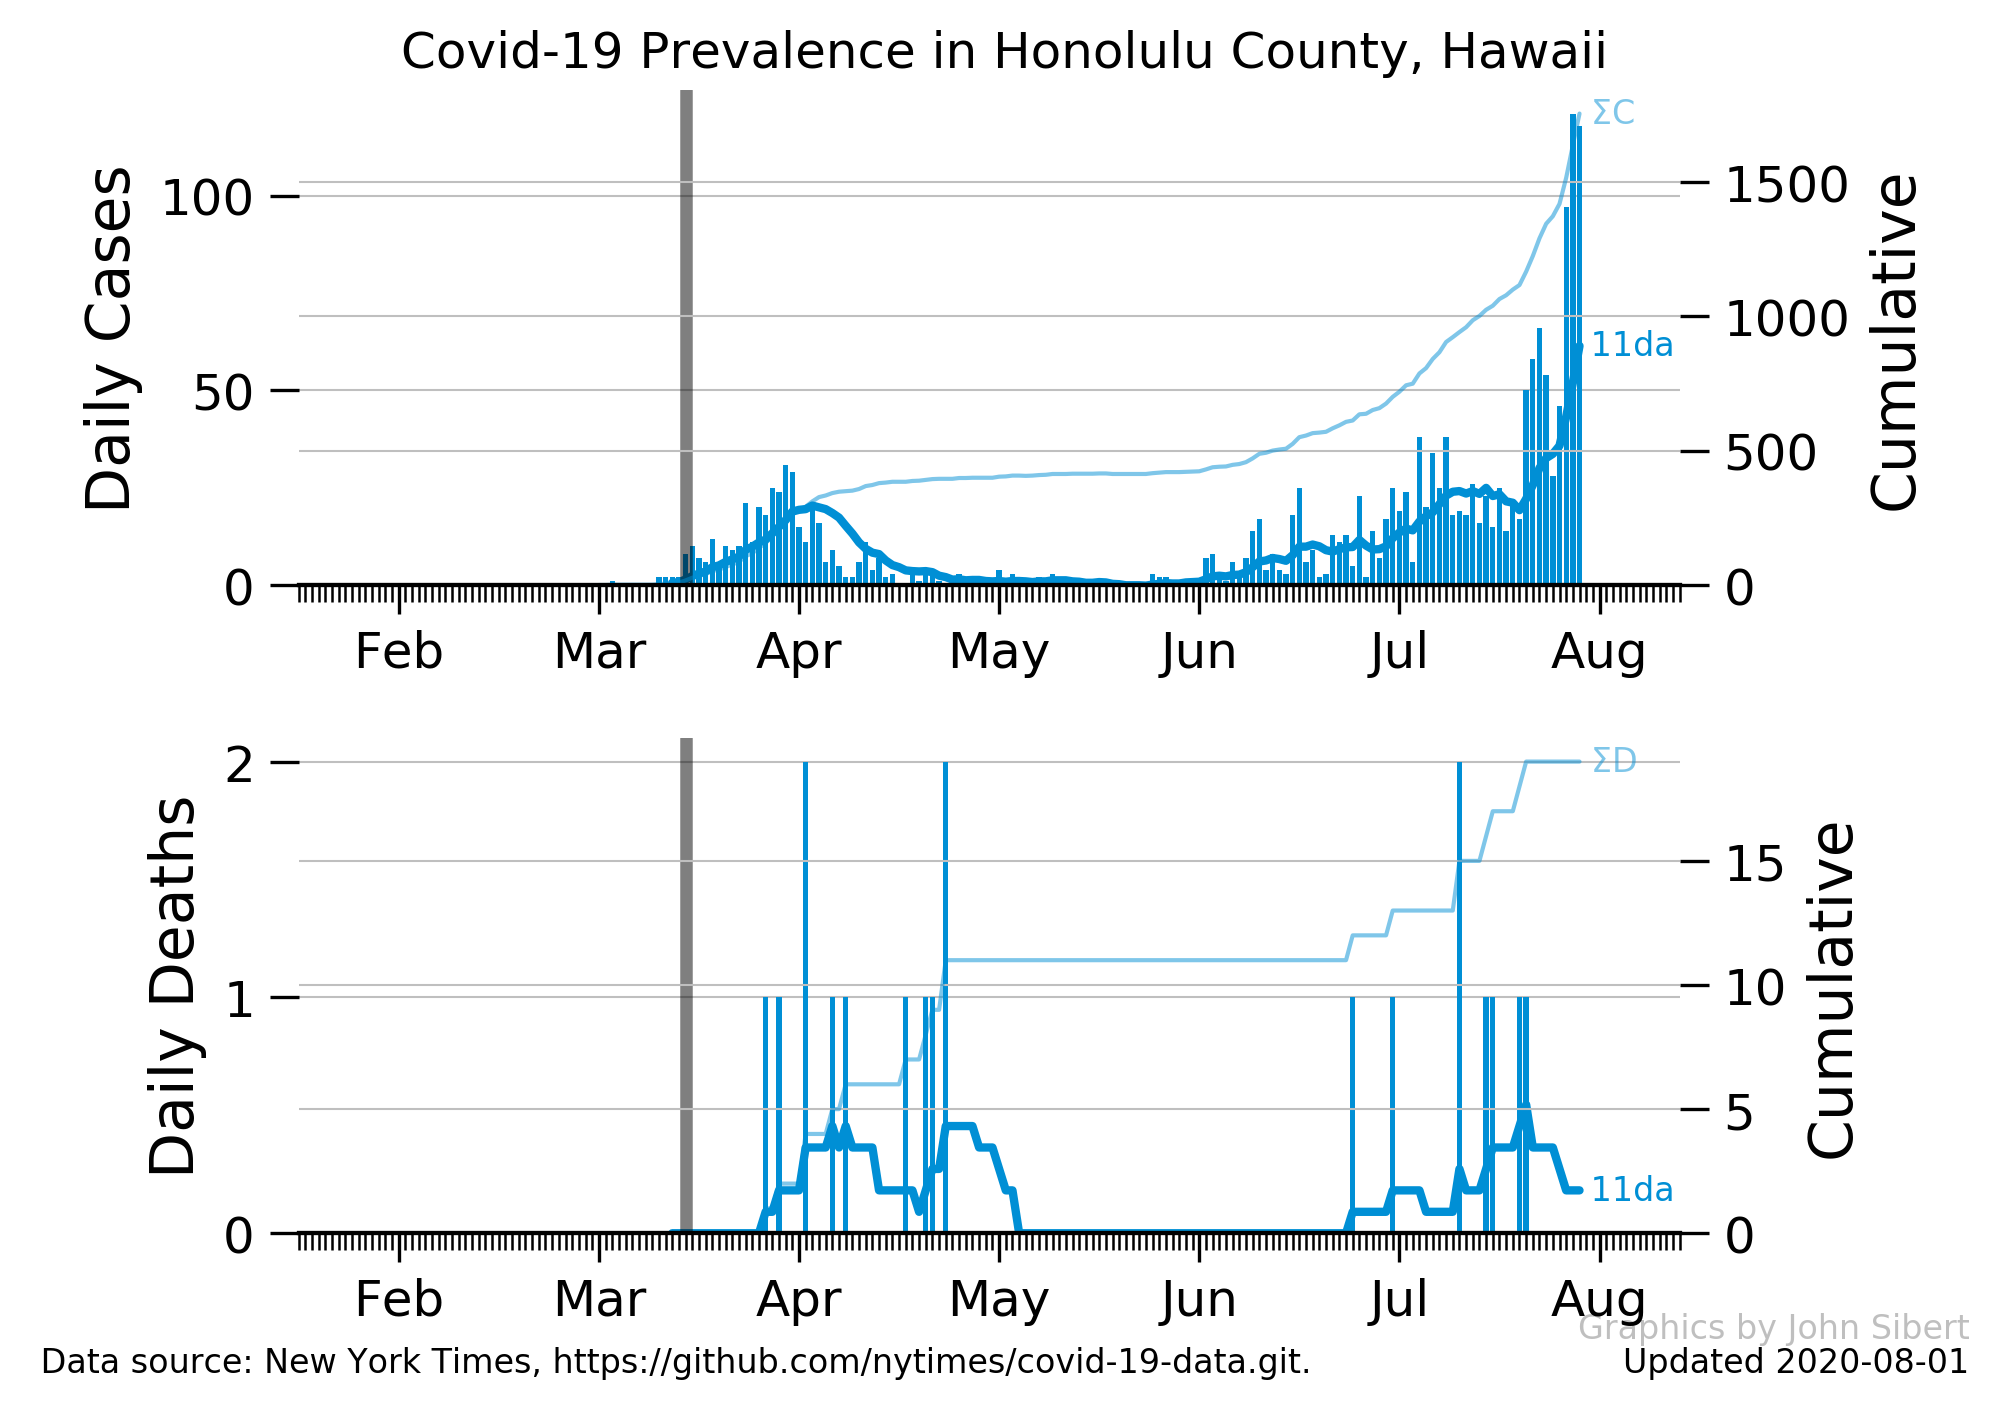 Covid-19 Prevalence in Honolulu County, Hawaii
Daily Cases
100
50
0
ΣC
11da
1500
1000
500
0
Cumulative
Feb Mar Apr May Jun Jul Aug
Daily Deaths
2
1
0
ΣD
11da
15
10
5
0
Cumulative
Feb Mar Apr May Jun Jul Aug
Graphics by John Sibert
Data source: New York Times, https://github.com/nytimes/covid-19-data.git.
Updated 2020-08-01